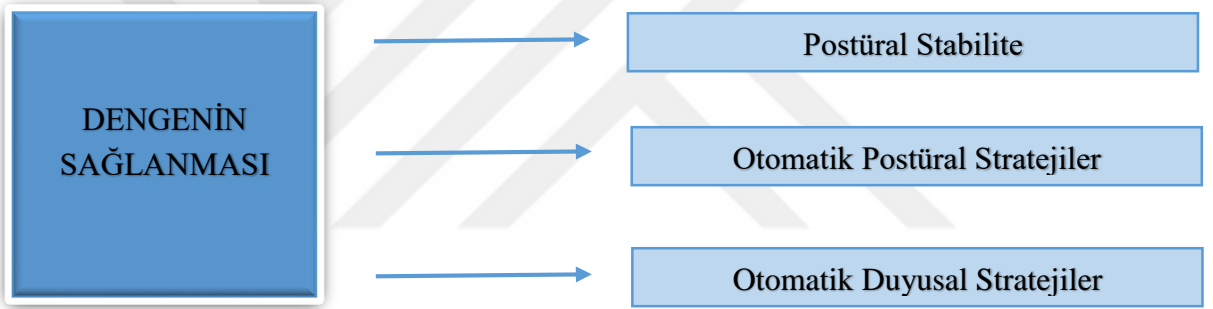 DENGENİN
SAĞLANMASI
Postüral Stabilite
Otomatik Postüral Stratejiler
Otomatik Duyusal Stratejiler